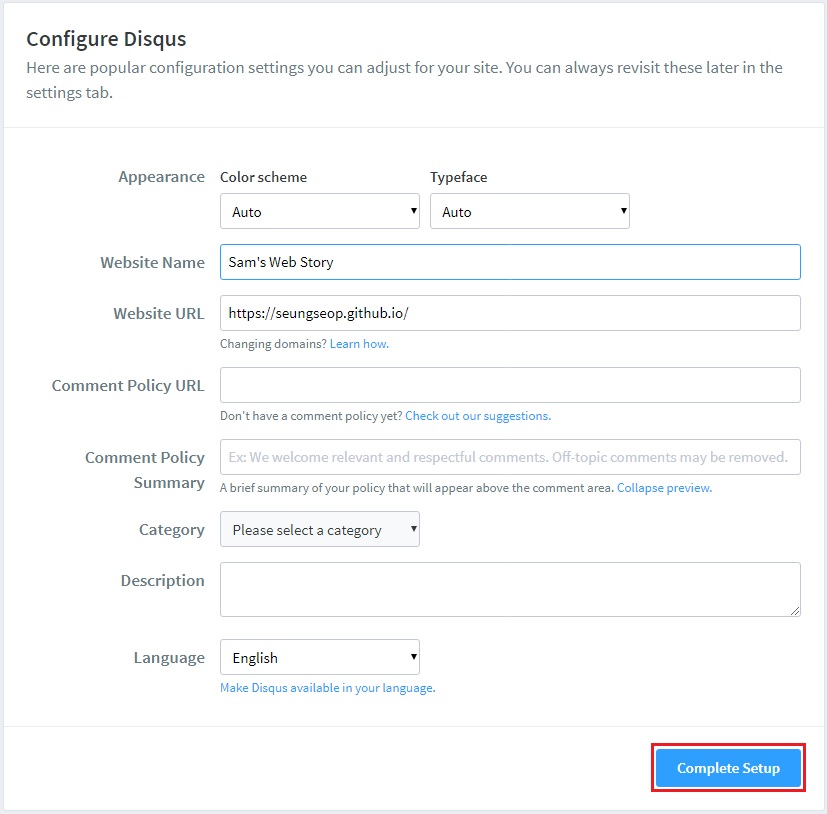 Configure Disqus
Here are popular configuration settings you can adjust for your site. You can always revisit these later in the
settings tab.
Appearance
Color scheme
Typeface
Auto
Auto
Website Name
Sam's Web Story
Website URL
https://seungseop.github.io/
Changing domains? Learn how.
Comment Policy URL
Don't have a comment policy yet? Check out our suggestions.
Comment Policy
Summary
Ex: We welcome relevant and respectful comments. Off-topic comments may be removed.
A brief summary of your policy that will appear above the comment area. Collapse preview.
Category
Please select a category
Description
Language
English
Make Disqus available in your language.
Complete Setup